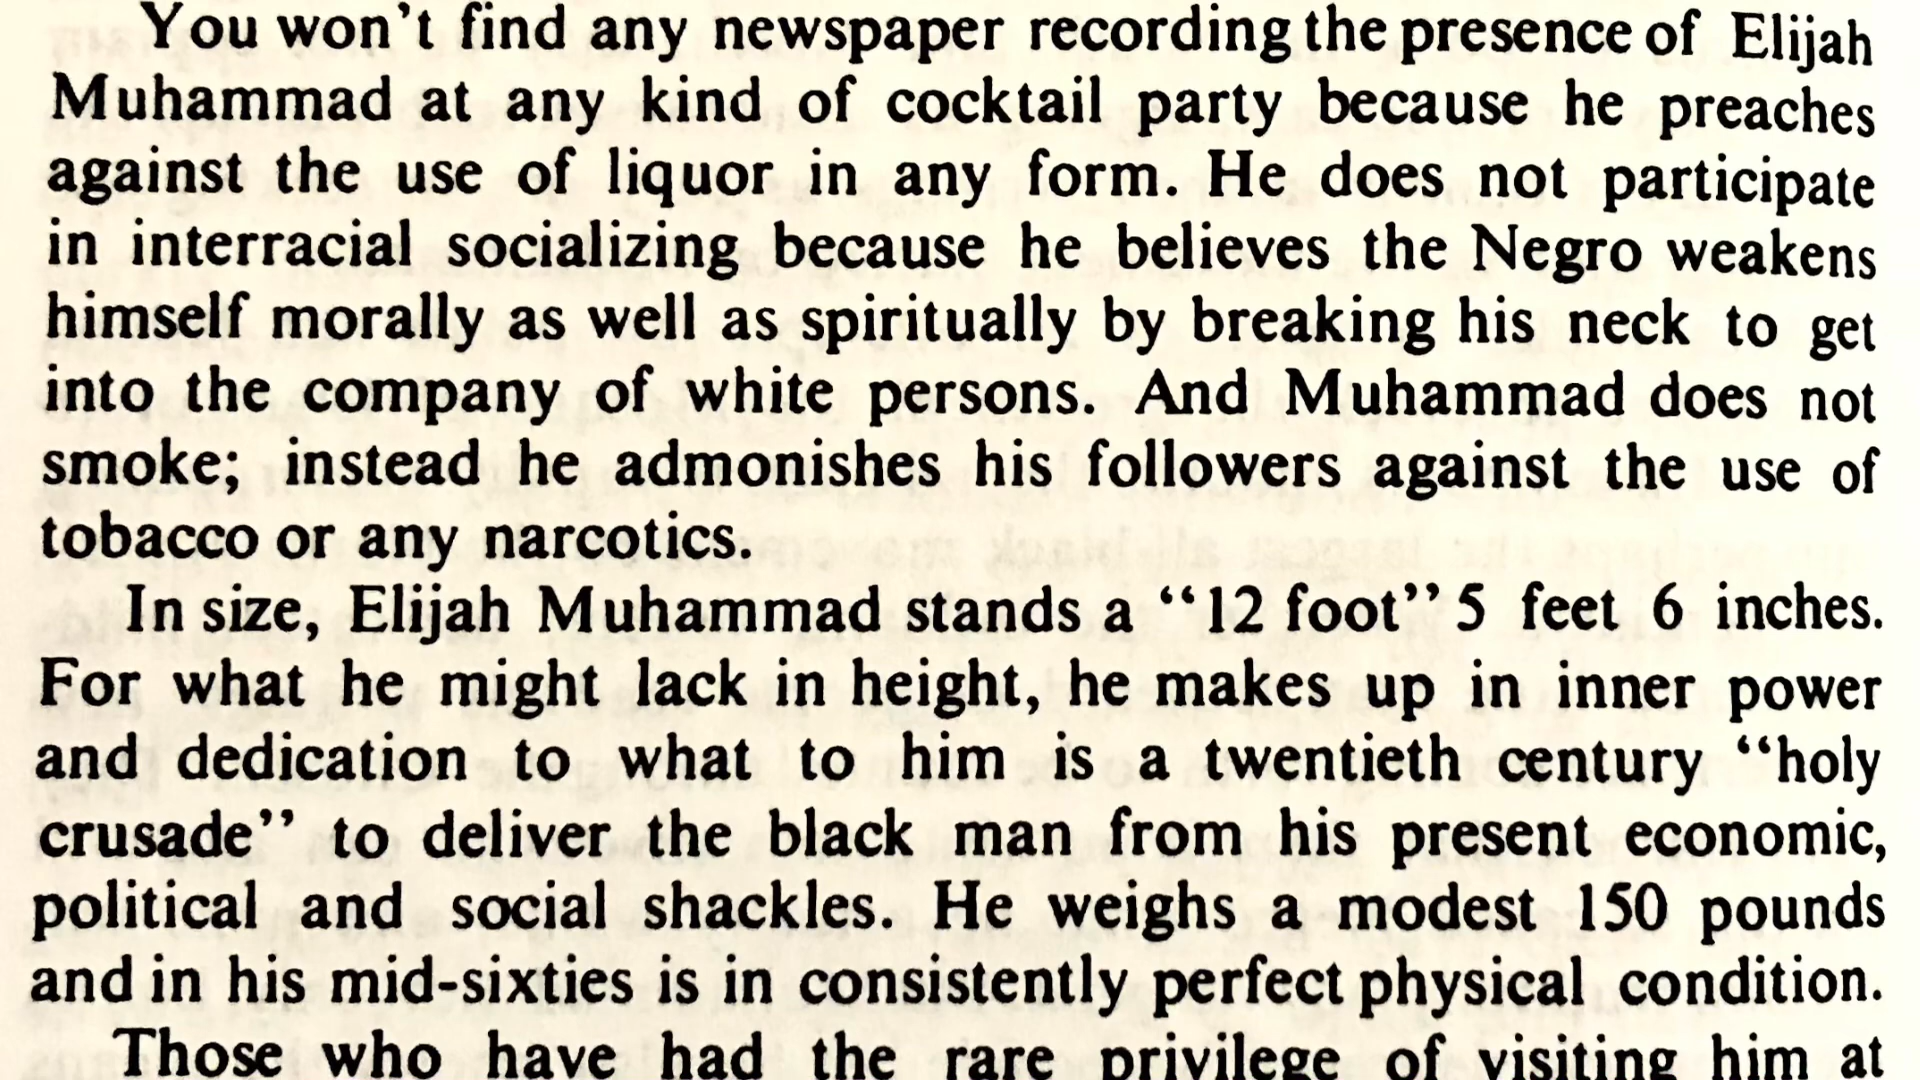 You won’t find any newspaper recording the presence of Elijah
Muhammad at any kind of cocktail party because he preaches
against the use of liquor in any form. He does not participate
in interracial socializing because he believes the Negro weakens
himself morally as well as spiritually by breaking his neck to get
into the company of white persons. And Muhammad does not
smoke; instead he admonishes his followers against the use of
tobacco or any narcotics.
In size, Elijah Muhammad stands a “12 foot” 5 feet 6 inches.
For what he might lack in height, he makes up in inner power
and dedication to what to him is a twentieth century “holy
crusade” to deliver the black man from his present economic,
political and social shackles. He weighs a modest 150 pounds
and in his mid-sixties is in consistently perfect physical condition.
Those who have had the rare privilege of visiting him at